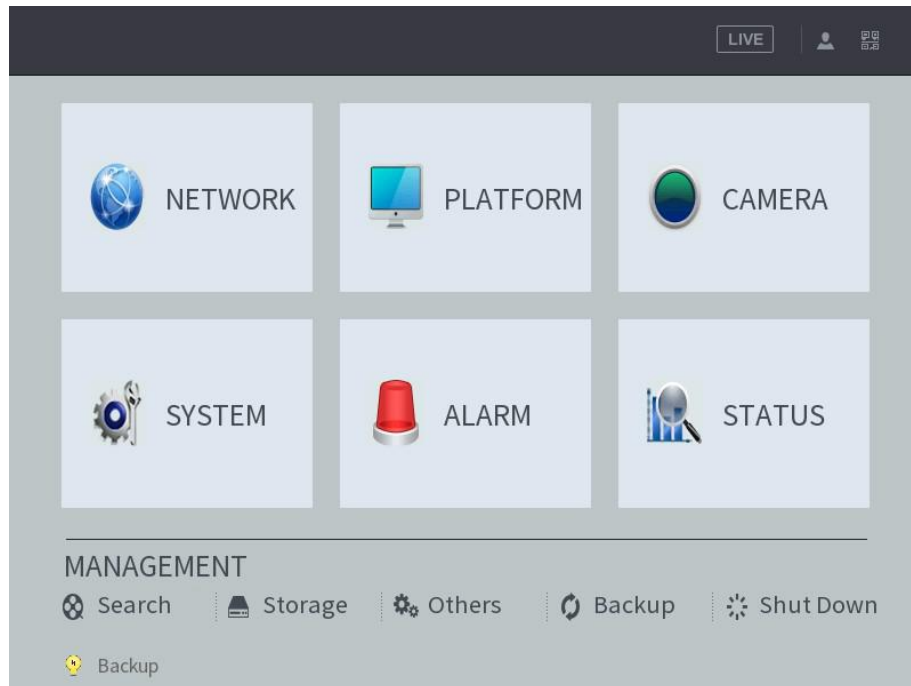 LIVE
NETWORK PLATFORM CAMERA
SYSTEM ALARM STATUS
MANAGEMENT
Search Storage Others Backup Shut Down
Backup